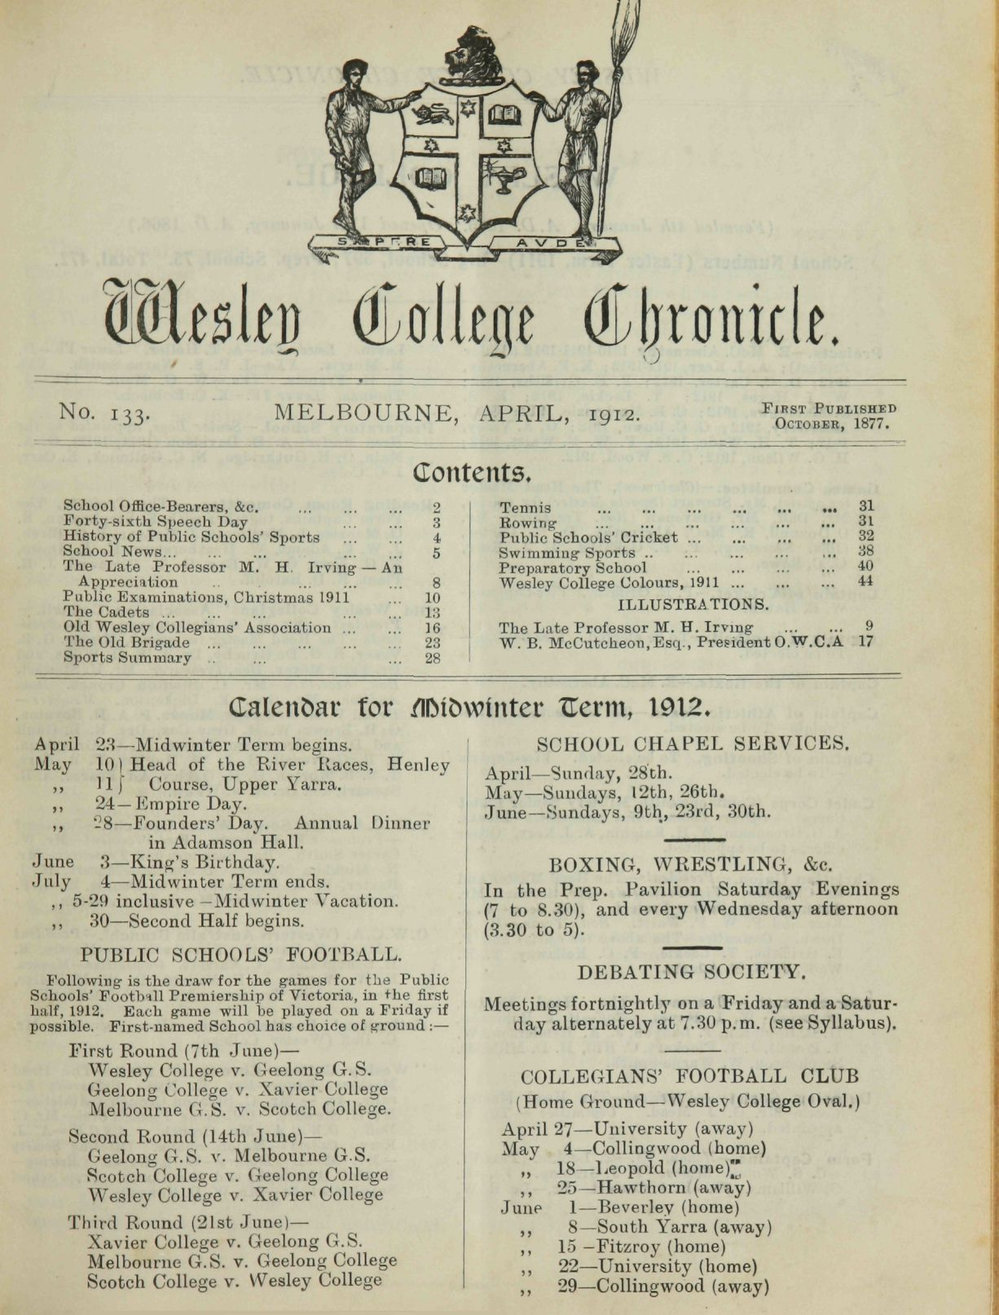 SAPERE AVDE
Wesley College Chronicle.
No. 133.
MELBOURNE, APRIL, 1912.
First Published
October, 1877.
Contents.
School Office-Bearers, &c. ... ... ... 2
Forty-sixth Speech Day ... ... 3
History of Public Schools' Sports ... ... 4
School News... ... ... ... ... 5
The Late Professor M. H. Irving — An
Appreciation .. . ... ... ... 8
Public Examinations, Christmas 1911 ... 10
The Cadets ... ... ... ... ... 13
Old Wesley Collegians' Association ... ... 16
The Old Brigade ... ... ... ... ... 23
Sports Summary .. ... ... 28
Tennis ... ... ... ... ... ... 31
Rowing ... ... ... ... ... ... 31
Public Schools' Cricket ... ... ... ... 32
Swimming Sports .. ... ... ... ... 38
Preparatory School ... ... ... ... 40
Wesley College Colours, 1911 ... ... ... 44
ILLUSTRATIONS.
The Late Professor M. H. Irving ... ... 9
W. B. McCutcheon, Esq., President O.W.C.A 17
Calendar for Midwinter Term, 1912.
April 23—Midwinter Term begins.
May 10 } Head of the River Races, Henley
,, 11 } Course, Upper Yarra.
,, 24—Empire Day.
,, 28—Founders' Day. Annual Dinner
in Adamson Hall.
June 3—King's Birthday.
July 4—Midwinter Term ends.
,, 5-29 inclusive—Midwinter Vacation.
,, 30—Second Half begins.
PUBLIC SCHOOLS' FOOTBALL.
Following is the draw for the games for the Public
Schools' Football Premiership of Victoria, in the first
half, 1912. Each game will be played on a Friday if
possible. First-named School has choice of ground :—
First Round (7th June)—
Wesley College v. Geelong G.S.
Geelong College v. Xavier College
Melbourne G.S. v. Scotch College.
Second Round (14th June)—
Geelong G.S. v. Melbourne G.S.
Scotch College v. Geelong College
Wesley College v. Xavier College
Third Round (21st June)—
Xavier College v. Geelong G.S.
Melbourne G.S. v. Geelong College
Scotch College v. Wesley College
SCHOOL CHAPEL SERVICES.
April—Sunday, 28th.
May—Sundays, 12th, 26th.
June—Sundays, 9th, 23rd, 30th.
BOXING, WRESTLING, &c.
In the Prep. Pavilion Saturday Evenings
(7 to 8.30), and every Wednesday afternoon
(3.30 to 5).
DEBATING SOCIETY.
Meetings fortnightly on a Friday and a Satur-
day alternately at 7.30 p.m. (see Syllabus).
COLLEGIANS' FOOTBALL CLUB
(Home Ground—Wesley College Oval.)
April 27—University (away)
May 4—Collingwood (home)
,, 18—Leopold (home)
,, 25—Hawthorn (away)
June 1—Beverley (home)
,, 8—South Yarra (away)
,, 15—Fitzroy (home)
,, 22—University (home)
,, 29—Collingwood (away)